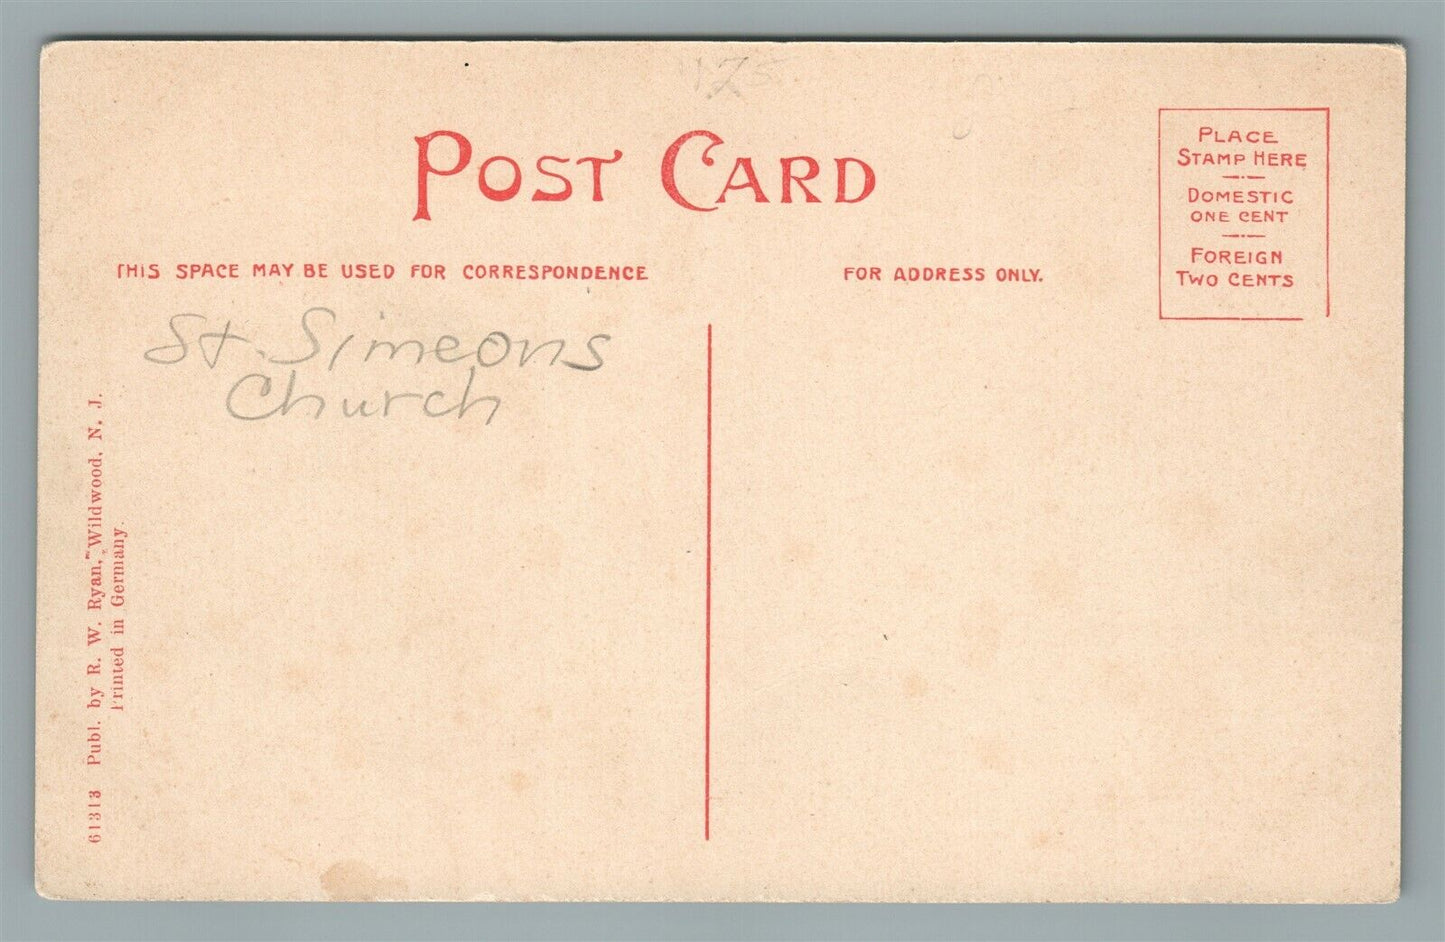 POST CARD
THIS SPACE MAY BE USED FOR CORRESPONDENCE
FOR ADDRESS ONLY.
PLACE
STAMP HERE
DOMESTIC
ONE CENT
FOREIGN
TWO CENTS
St. Simeons
Church
61313 Publ. by R. W. Ryan, Wildwood, N. J.
Printed in Germany.